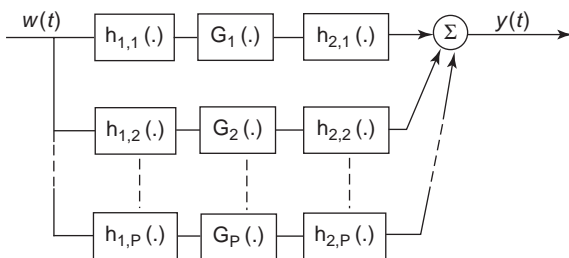 w(t) h1,1(.) G1(.) h2,1(.) Σ y(t)
h1,2(.) G2(.) h2,2(.)
h1,P(.) GP(.) h2,P(.)